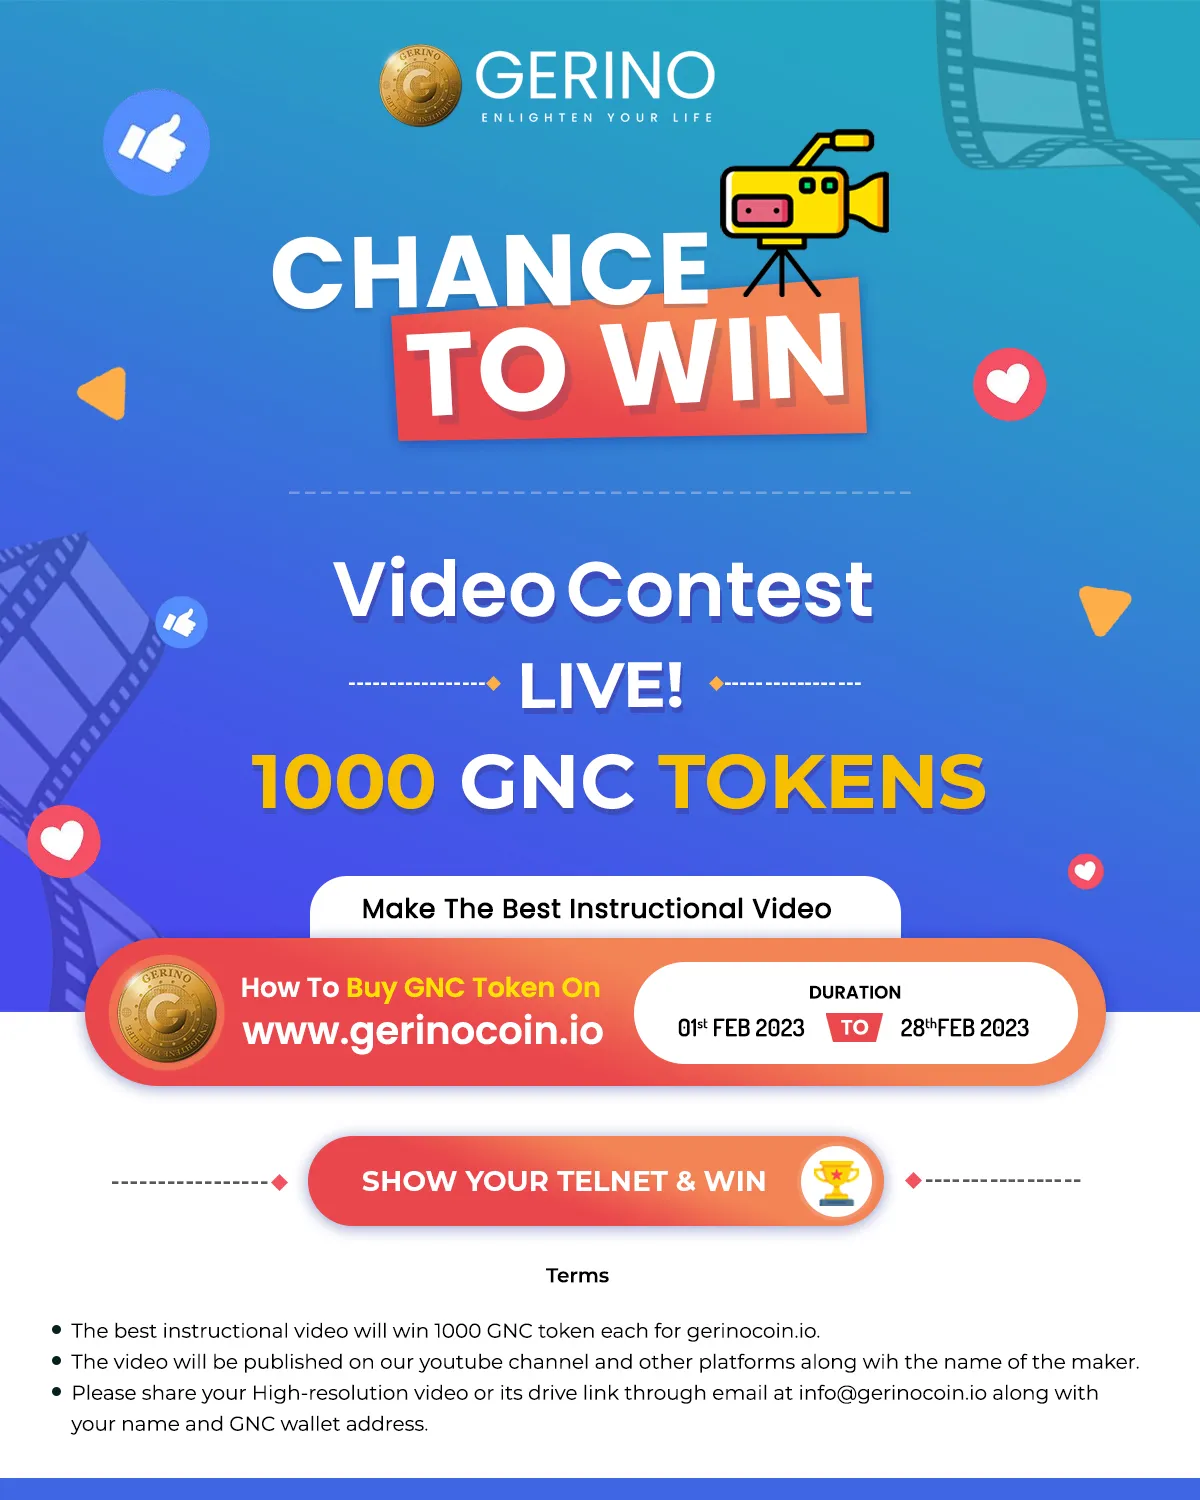 GERINO
ENLIGHTEN YOUR LIFE
CHANCE
TO WIN
Video Contest
LIVE!
1000 GNC TOKENS
Make The Best Instructional Video
GERINO
How To Buy GNC Token On
www.gerinocoin.io
DURATION
01st FEB 2023 TO 28thFEB 2023
SHOW YOUR TELNET & WIN
Terms
• The best instructional video will win 1000 GNC token each for gerinocoin.io.
• The video will be published on our youtube channel and other platforms along wih the name of the maker.
• Please share your High-resolution video or its drive link through email at info@gerinocoin.io along with
your name and GNC wallet address.